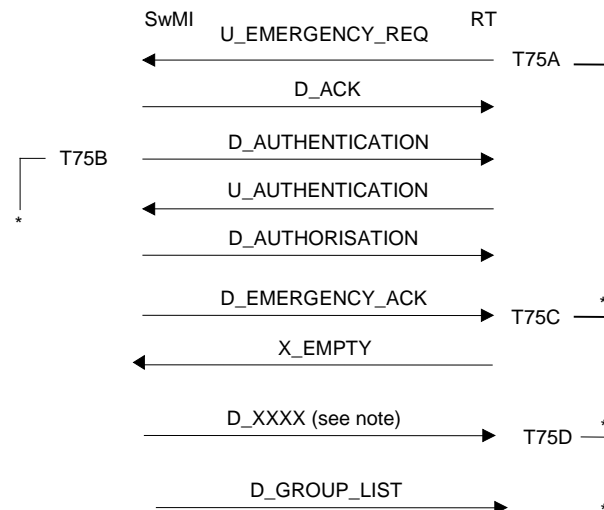 SwMI RT
U_EMERGENCY_REQ
T75A
D_ACK
D_AUTHENTICATION
T75B
U_AUTHENTICATION
*
D_AUTHORISATION
D_EMERGENCY_ACK
*
T75C
X_EMPTY
D_XXXX (see note)
*
T75D
D_GROUP_LIST
*